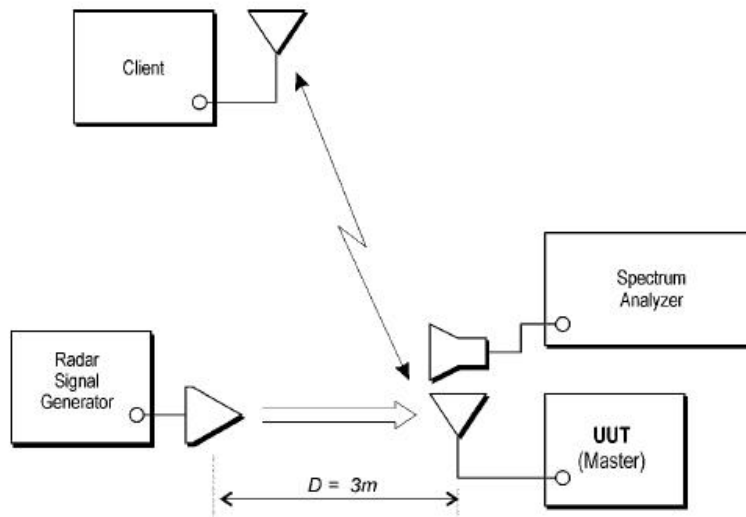 Client
Spectrum
Analyzer
Radar
Signal
Generator
UUT
(Master)
D = 3m